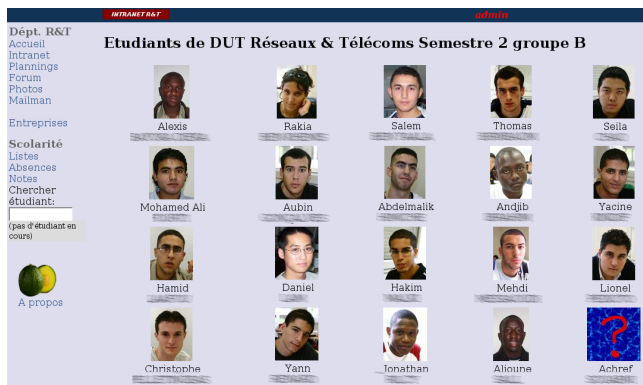 INTRANET R&T
admin
Dépt. R&T
Accueil
Intranet
Plannings
Forum
Photos
Mailman
Entreprises
Scolarité
Listes
Absences
Notes
Chercher
étudiant:
(pas d'étudiant en
cours)
A propos
Etudiants de DUT Réseaux & Télécoms Semestre 2 groupe B
Alexis Rakia Salem Thomas Seila
Mohamed Ali Aubin Abdelmalik Andjib Yacine
Hamid Daniel Hakim Mehdi Lionel
Christophe Yann Jonathan Alioune Achref